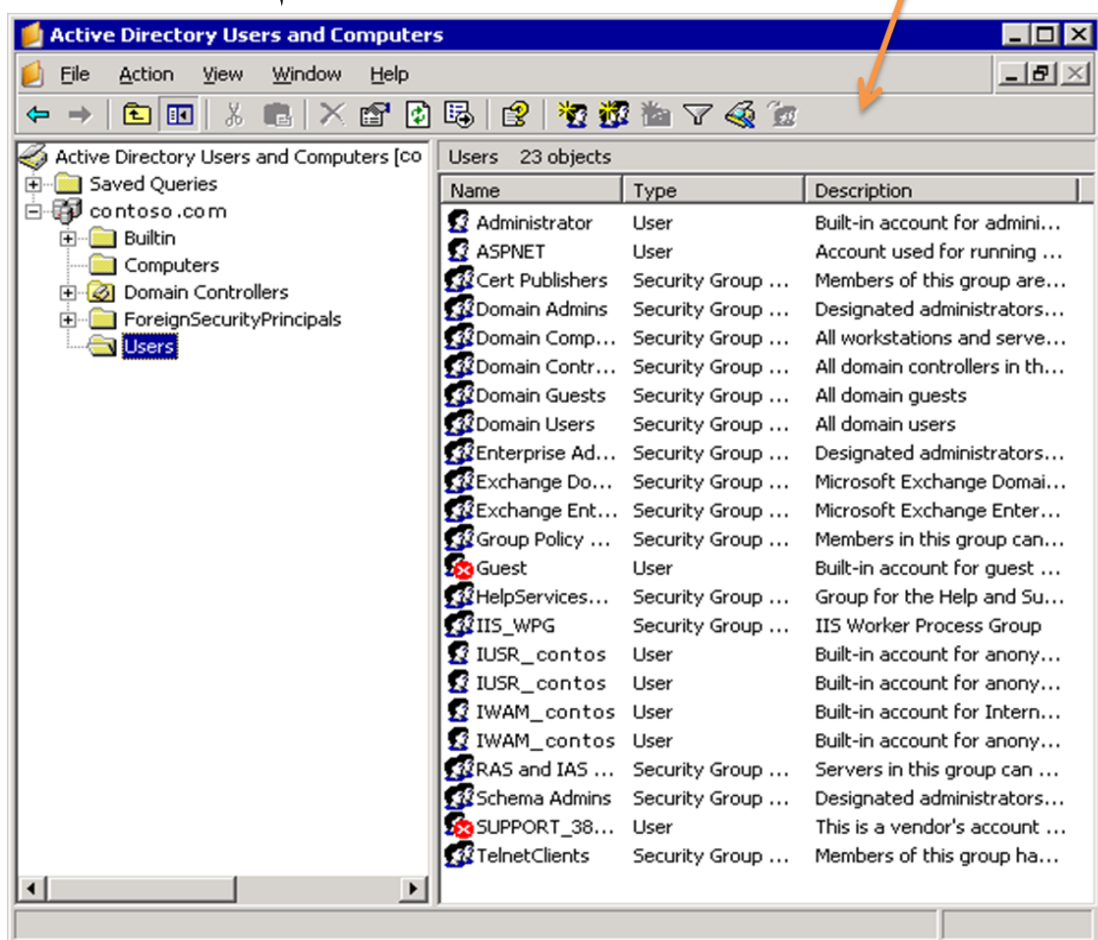 Active Directory Users and Computers
File Action View Window Help
Active Directory Users and Computers [co
Saved Queries
contoso.com
Builtin
Computers
Domain Controllers
ForeignSecurityPrincipals
Users
Users 23 objects
Name Type Description
Administrator User Built-in account for admini...
ASPNET User Account used for running ...
Cert Publishers Security Group ... Members of this group are...
Domain Admins Security Group ... Designated administrators...
Domain Comp... Security Group ... All workstations and serve...
Domain Contr... Security Group ... All domain controllers in th...
Domain Guests Security Group ... All domain guests
Domain Users Security Group ... All domain users
Enterprise Ad... Security Group ... Designated administrators...
Exchange Do... Security Group ... Microsoft Exchange Domai...
Exchange Ent... Security Group ... Microsoft Exchange Enter...
Group Policy ... Security Group ... Members in this group can...
Guest User Built-in account for guest ...
HelpServices... Security Group ... Group for the Help and Su...
IIS_WPG Security Group ... IIS Worker Process Group
IUSR_contos User Built-in account for anony...
IUSR_contos User Built-in account for anony...
IWAM_contos User Built-in account for Intern...
IWAM_contos User Built-in account for anony...
RAS and IAS ... Security Group ... Servers in this group can ...
Schema Admins Security Group ... Designated administrators...
SUPPORT_38... User This is a vendor's account ...
TelnetClients Security Group ... Members of this group ha...